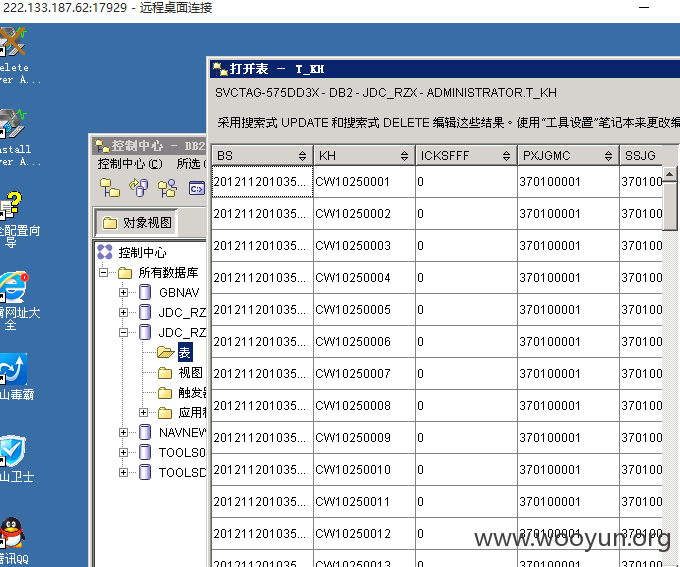 222.133.187.62:17929 - 远程桌面连接
elete
ver A...
nstall
ver A...
配置向
导
网址大
全
山毒霸
山卫士
腾讯QQ
控制中心 - DB2
控制中心(C) 所选(
对象视图
控制中心
所有数据库
GBNAV
JDC_RZ
JDC_RZ
表
视图
触发器
应用程
NAVNEW
TOOLS0
TOOLSD
打开表 - T_KH
SVCTAG-575DD3X - DB2 - JDC_RZX - ADMINISTRATOR.T_KH
采用搜索式 UPDATE 和搜索式 DELETE 编辑这些结果。使用“工具设置”笔记本来更改编
BS KH ICKSFFF PXJGMC SSJG
201211201035... CW10250001 0 370100001 370100
201211201035... CW10250002 0 370100001 370100
201211201035... CW10250003 0 370100001 370100
201211201035... CW10250004 0 370100001 370100
201211201035... CW10250005 0 370100001 370100
201211201035... CW10250006 0 370100001 370100
201211201035... CW10250007 0 370100001 370100
201211201035... CW10250008 0 370100001 370100
201211201035... CW10250009 0 370100001 370100
201211201035... CW10250010 0 370100001 370100
201211201035... CW10250011 0 370100001 370100
201211201035... CW10250012 0 370100001 370100
201211201035... CW10250013 0 370100001 370100
www.wooyun.org